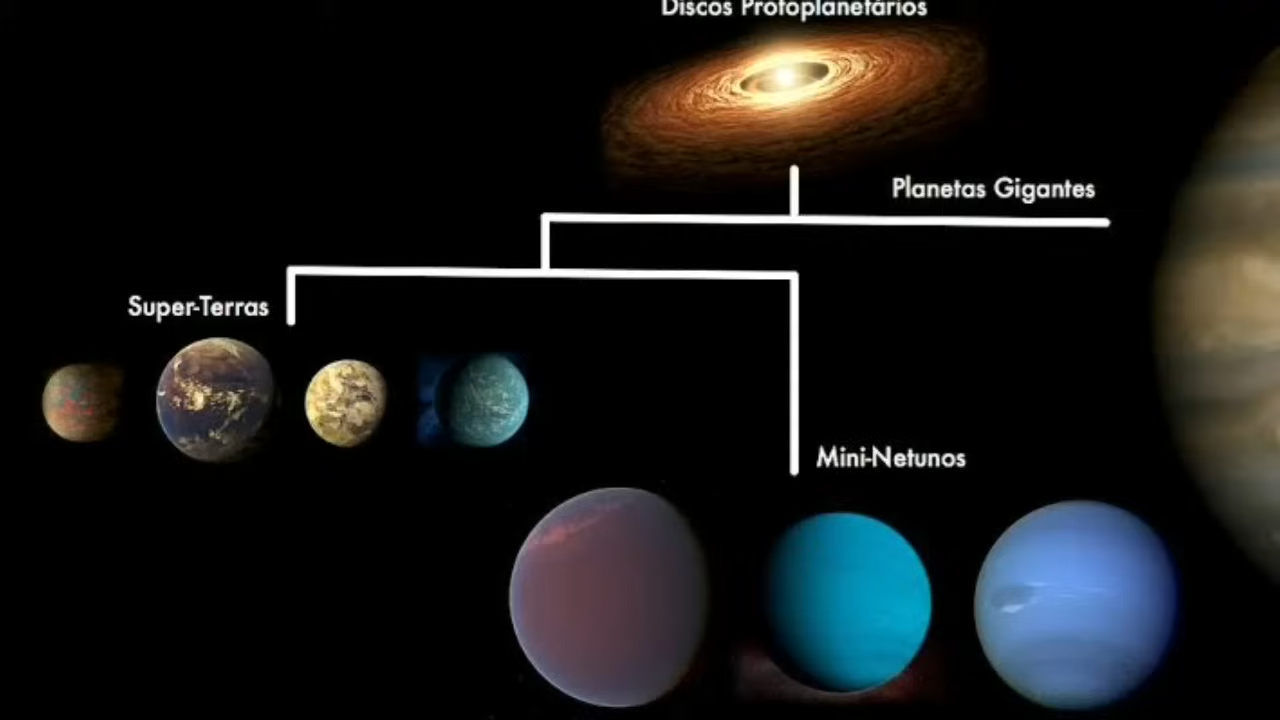 Discos Protoplanetários
Planetas Gigantes
Super-Terras
Mini-Netunos